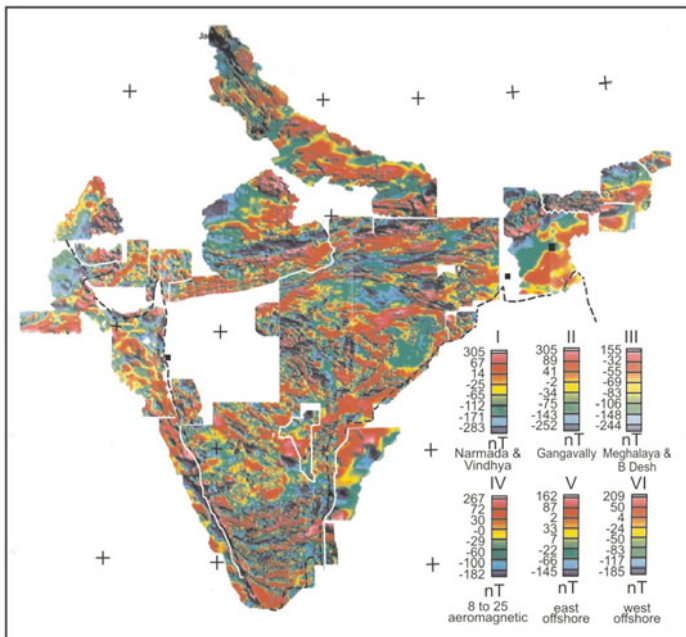 I II III
305 305 155
67 89 -32
14 41 -55
-25 -2 -69
-65 -34 -83
-112 -75 -106
-171 -143 -148
-283 -252 -244
nT nT nT
Narmada & Gangavally Meghalaya &
Vindhya B Desh
IV V VI
267 162 209
72 87 50
30 2 4
-0 33 -24
-29 7 -50
-60 -22 -83
-100 -66 -117
-182 -145 -185
nT nT nT
8 to 25 east west
aeromagnetic offshore offshore